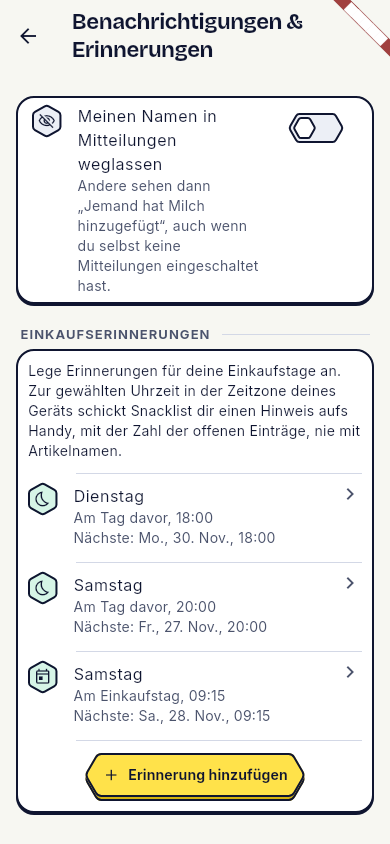 Benachrichtigungen &
Erinnerungen
Meinen Namen in
Mitteilungen
weglassen
Andere sehen dann
„Jemand hat Milch
hinzugefügt“, auch wenn
du selbst keine
Mitteilungen eingeschaltet
hast.
EINKAUFSERINNERUNGEN
Lege Erinnerungen für deine Einkaufstage an.
Zur gewählten Uhrzeit in der Zeitzone deines
Geräts schickt Snacklist dir einen Hinweis aufs
Handy, mit der Zahl der offenen Einträge, nie mit
Artikelnamen.
Dienstag
Am Tag davor, 18:00
Nächste: Mo., 30. Nov., 18:00
Samstag
Am Tag davor, 20:00
Nächste: Fr., 27. Nov., 20:00
Samstag
Am Einkaufstag, 09:15
Nächste: Sa., 28. Nov., 09:15
+ Erinnerung hinzufügen